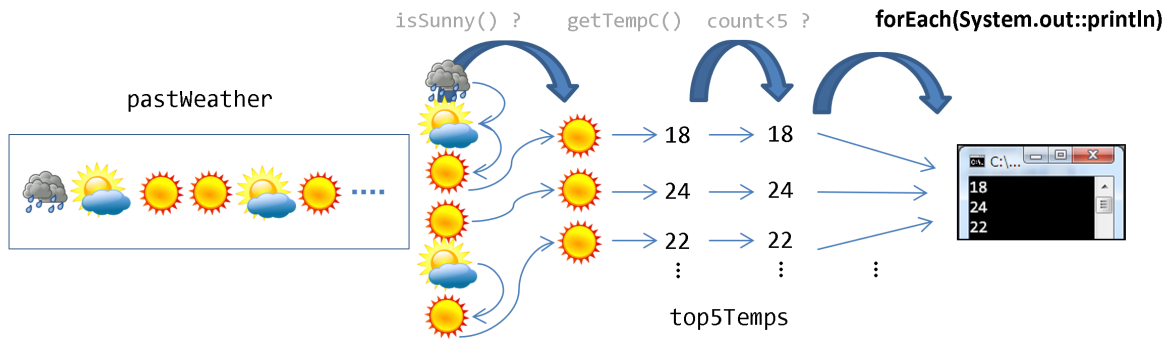 isSunny() ?
getTempC()
count<5 ?
forEach(System.out::println)
pastWeather
18
18
24
24
22
22
top5Temps
C:\...
18
24
22